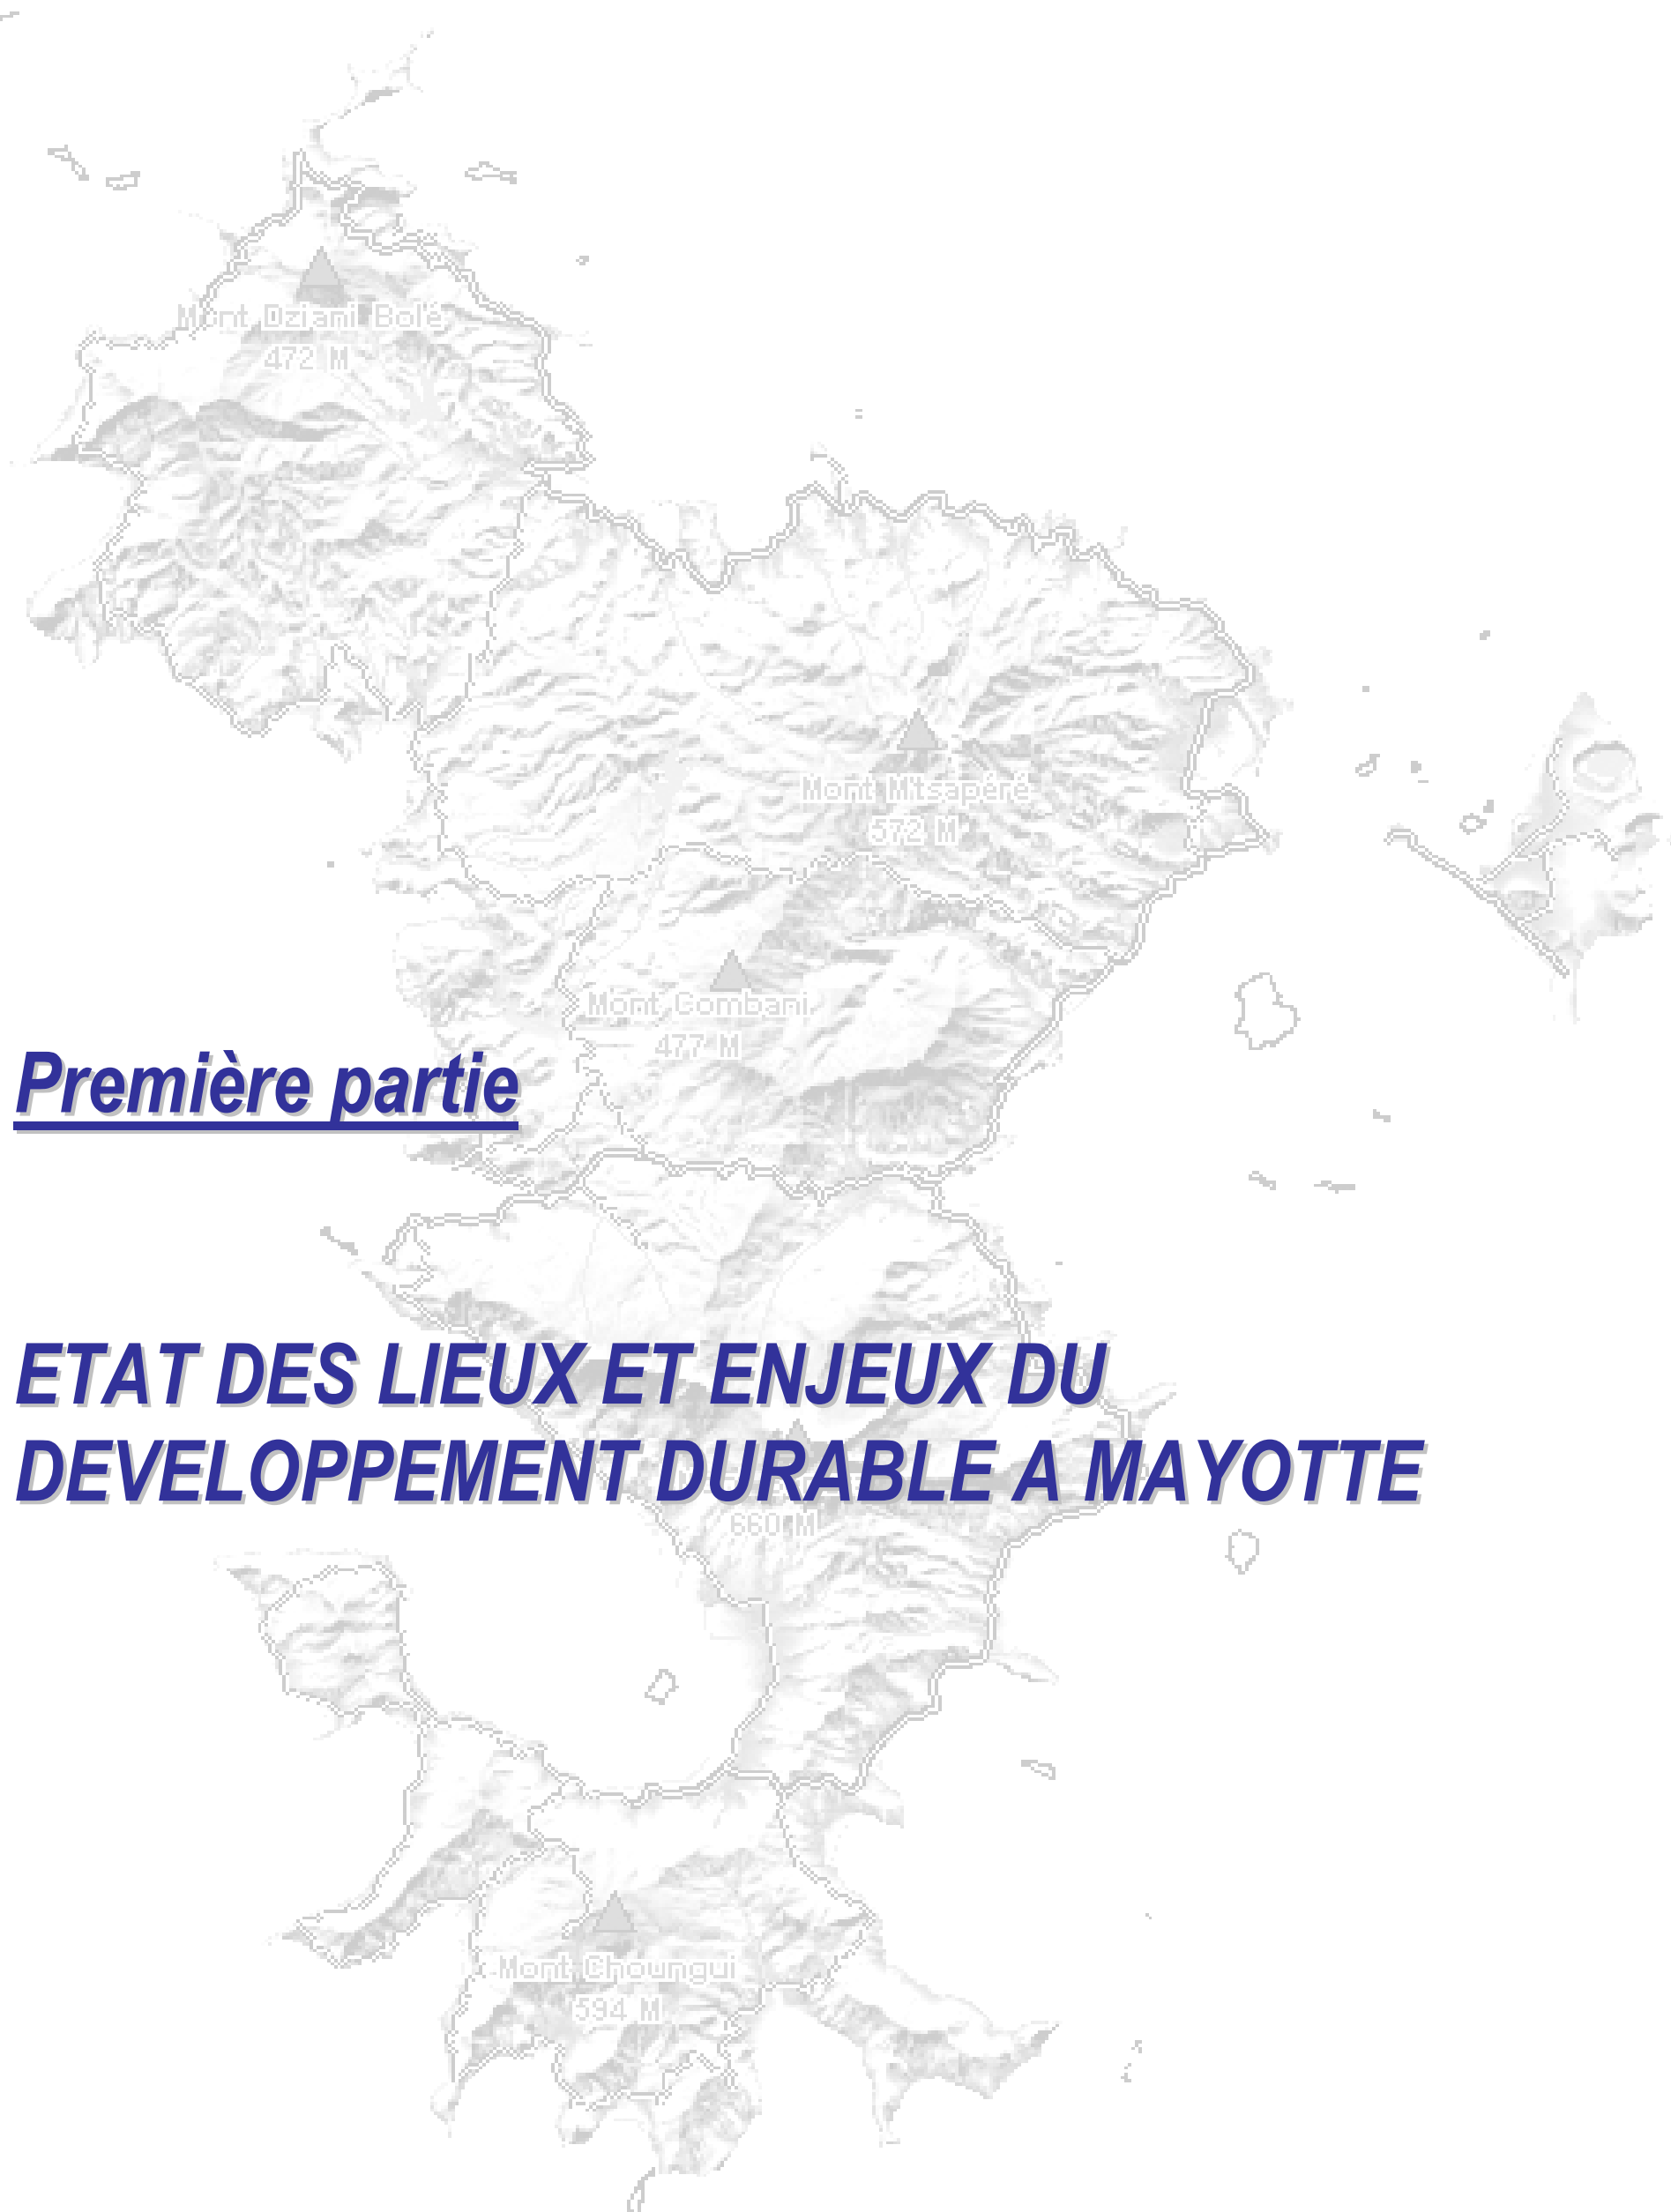 Mont Dziani Bolé
472 M
Mont Mtsapéré
572 M
Mont Combani
477 M
Première partie
ETAT DES LIEUX ET ENJEUX DU
DEVELOPPEMENT DURABLE A MAYOTTE
660 M
Mont Choungui
594 M